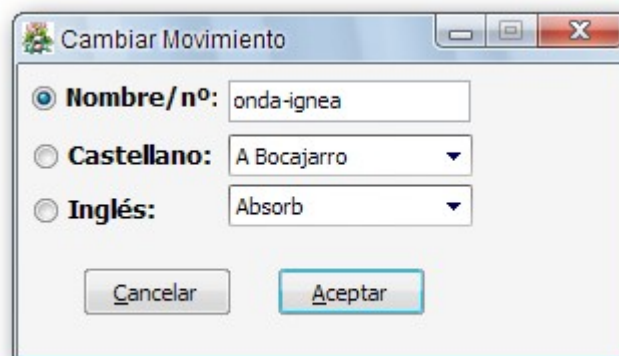 Cambiar Movimiento
Nombre/nº: onda-ignea
Castellano: A Bocajarro
Inglés: Absorb
Cancelar Aceptar